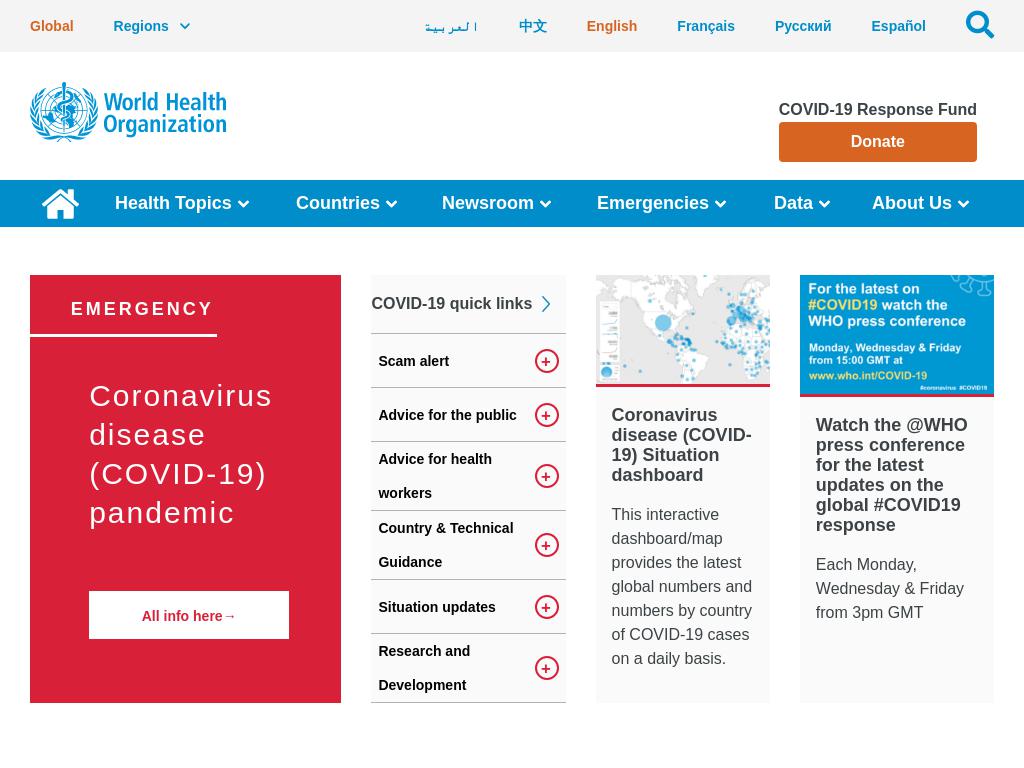 Global
Regions
العربية
中文
English
Français
Русский
Español
World Health
Organization
COVID-19 Response Fund
Donate
Health Topics
Countries
Newsroom
Emergencies
Data
About Us
EMERGENCY
Coronavirus
disease
(COVID-19)
pandemic
All info here→
COVID-19 quick links
Scam alert
Advice for the public
Advice for health
workers
Country & Technical
Guidance
Situation updates
Research and
Development
Coronavirus
disease (COVID-
19) Situation
dashboard
This interactive
dashboard/map
provides the latest
global numbers and
numbers by country
of COVID-19 cases
on a daily basis.
For the latest on
#COVID19 watch the
WHO press conference
Monday, Wednesday & Friday
from 15:00 GMT at
www.who.int/COVID-19
#coronavirus #COVID19
Watch the @WHO
press conference
for the latest
updates on the
global #COVID19
response
Each Monday,
Wednesday & Friday
from 3pm GMT